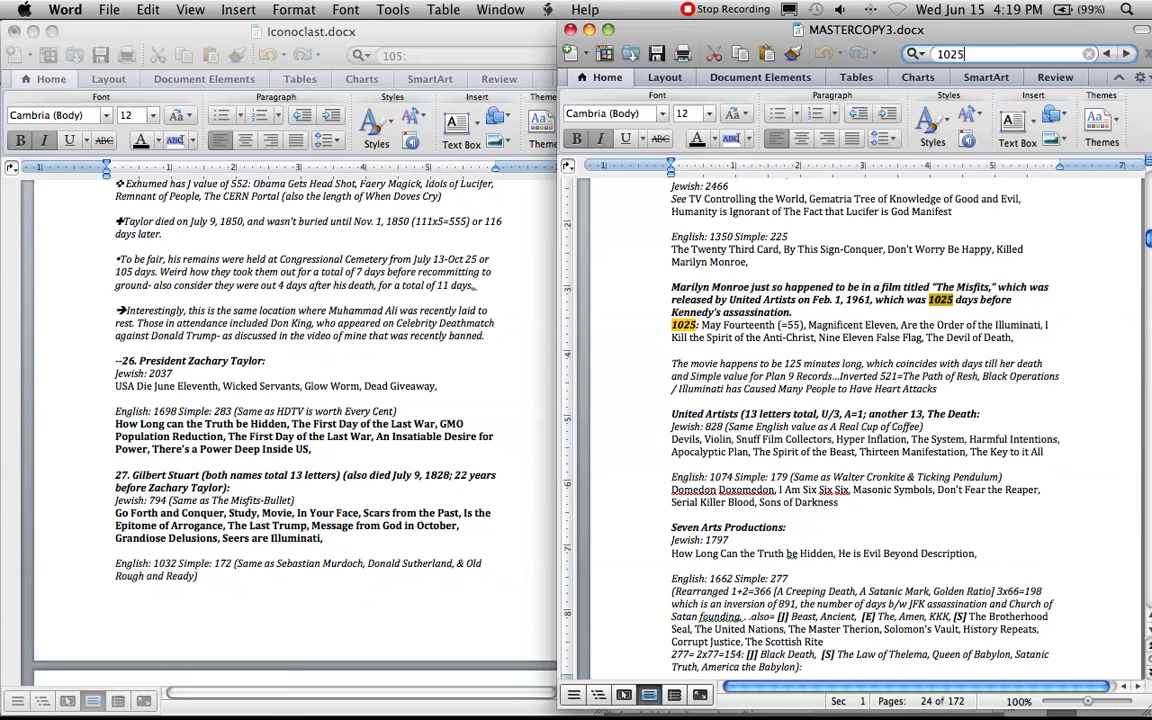 Word File Edit View Insert Format Font Tools Table Window Help Stop Recording Wed Jun 15 4:19 PM (99%)
Iconoclast.docx
105:
Home Layout Document Elements Tables Charts SmartArt Review
Font Paragraph Styles Insert Themes
Cambria (Body) 12
Styles Text Box Themes
❖ Exhumed has J value of 552: Obama Gets Head Shot, Faery Magick, Idols of Lucifer,
Remnant of People, The CERN Portal (also the length of When Doves Cry)
✚Taylor died on July 9, 1850, and wasn't buried until Nov. 1, 1850 (111x5=555) or 116
days later.
•To be fair, his remains were held at Congressional Cemetery from July 13-Oct 25 or
105 days. Weird how they took them out for a total of 7 days before recommitting to
ground- also consider they were out 4 days after his death, for a total of 11 days.
➔Interestingly, this is the same location where Muhammad Ali was recently laid to
rest. Those in attendance included Don King, who appeared on Celebrity Deathmatch
against Donald Trump- as discussed in the video of mine that was recently banned.
--26. President Zachary Taylor:
Jewish: 2037
USA Die June Eleventh, Wicked Servants, Glow Worm, Dead Giveaway,
English: 1698 Simple: 283 (Same as HDTV is worth Every Cent)
How Long can the Truth be Hidden, The First Day of the Last War, GMO
Population Reduction, The First Day of the Last War, An Insatiable Desire for
Power, There's a Power Deep Inside US,
27. Gilbert Stuart (both names total 13 letters) (also died July 9, 1828; 22 years
before Zachary Taylor):
Jewish: 794 (Same as The Misfits-Bullet)
Go Forth and Conquer, Study, Movie, In Your Face, Scars from the Past, Is the
Epitome of Arrogance, The Last Trump, Message from God in October,
Grandiose Delusions, Seers are Illuminati,
English: 1032 Simple: 172 (Same as Sebastian Murdoch, Donald Sutherland, & Old
Rough and Ready)
MASTERCOPY3.docx
1025
Home Layout Document Elements Tables Charts SmartArt Review
Font Paragraph Styles Insert Themes
Cambria (Body) 12
Styles Text Box Themes
Jewish: 2466
See TV Controlling the World, Gematria Tree of Knowledge of Good and Evil,
Humanity is Ignorant of The Fact that Lucifer is God Manifest
English: 1350 Simple: 225
The Twenty Third Card, By This Sign-Conquer, Don't Worry Be Happy, Killed
Marilyn Monroe,
Marilyn Monroe just so happened to be in a film titled "The Misfits," which was
released by United Artists on Feb. 1, 1961, which was 1025 days before
Kennedy's assassination.
1025: May Fourteenth (=55), Magnificent Eleven, Are the Order of the Illuminati, I
Kill the Spirit of the Anti-Christ, Nine Eleven False Flag, The Devil of Death,
The movie happens to be 125 minutes long, which coincides with days till her death
and Simple value for Plan 9 Records...Inverted 521=The Path of Resh, Black Operations
/ Illuminati has Caused Many People to Have Heart Attacks
United Artists (13 letters total, U/3, A=1; another 13, The Death:
Jewish: 828 (Same English value as A Real Cup of Coffee)
Devils, Violin, Snuff Film Collectors, Hyper Inflation, The System, Harmful Intentions,
Apocalyptic Plan, The Spirit of the Beast, Thirteen Manifestation, The Key to it All
English: 1074 Simple: 179 (Same as Walter Cronkite & Ticking Pendulum)
Domedon Doxomedon, I Am Six Six Six, Masonic Symbols, Don't Fear the Reaper,
Serial Killer Blood, Sons of Darkness
Seven Arts Productions:
Jewish: 1797
How Long Can the Truth be Hidden, He is Evil Beyond Description,
English: 1662 Simple: 277
(Rearranged 1+2=366 [A Creeping Death, A Satanic Mark, Golden Ratio] 3x66=198
which is an inversion of 891, the number of days b/w JFK assassination and Church of
Satan founding. . .also= [J] Beast, Ancient, [E] The, Amen, KKK, [S] The Brotherhood
Seal, The United Nations, The Master Therion, Solomon's Vault, History Repeats,
Corrupt Justice, The Scottish Rite
277= 2x77=154: [J] Black Death, [S] The Law of Thelema, Queen of Babylon, Satanic
Truth, America the Babylon):
Sec 1 Pages: 24 of 172 100%